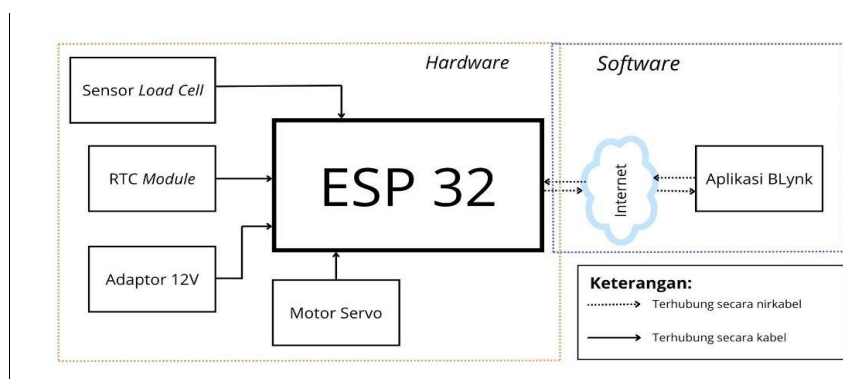 Hardware
Software
Sensor Load Cell
RTC Module
ESP 32
Internet
Aplikasi BLynk
Adaptor 12V
Motor Servo
Keterangan:
Terhubung secara nirkabel
Terhubung secara kabel